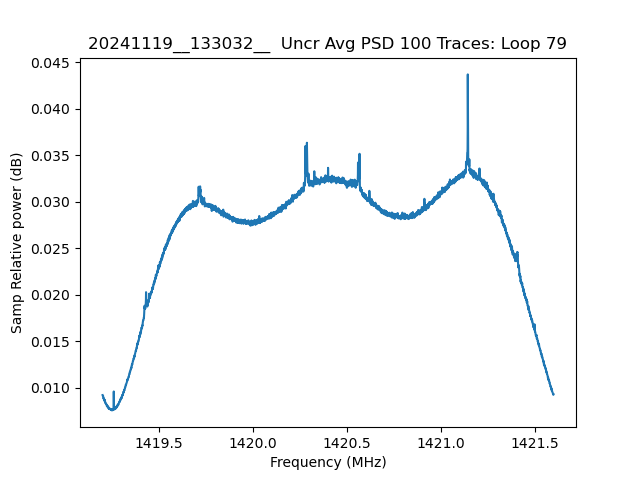 20241119__133032__  Uncr Avg PSD 100 Traces: Loop 79
Samp Relative power (dB)
0.045
0.040
0.035
0.030
0.025
0.020
0.015
0.010
1419.5 1420.0 1420.5 1421.0 1421.5
Frequency (MHz)